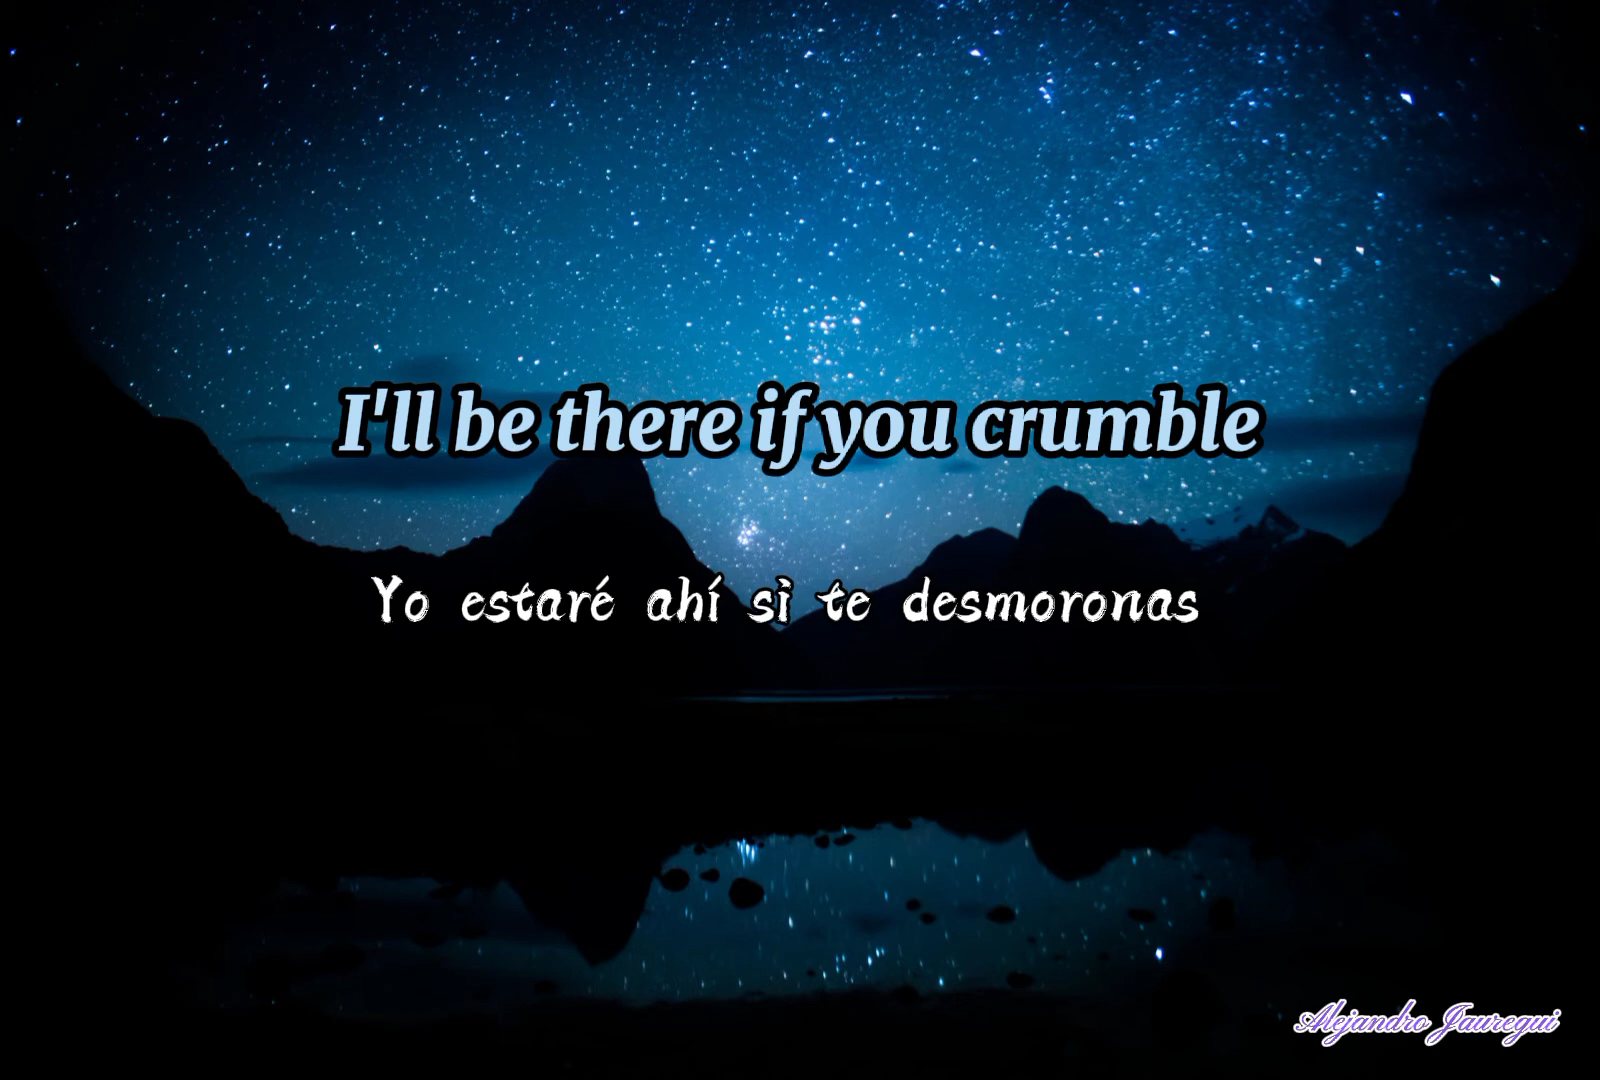 I'll be there if you crumble
Yo estaré ahí si te desmoronas
Alejandro Jauregui